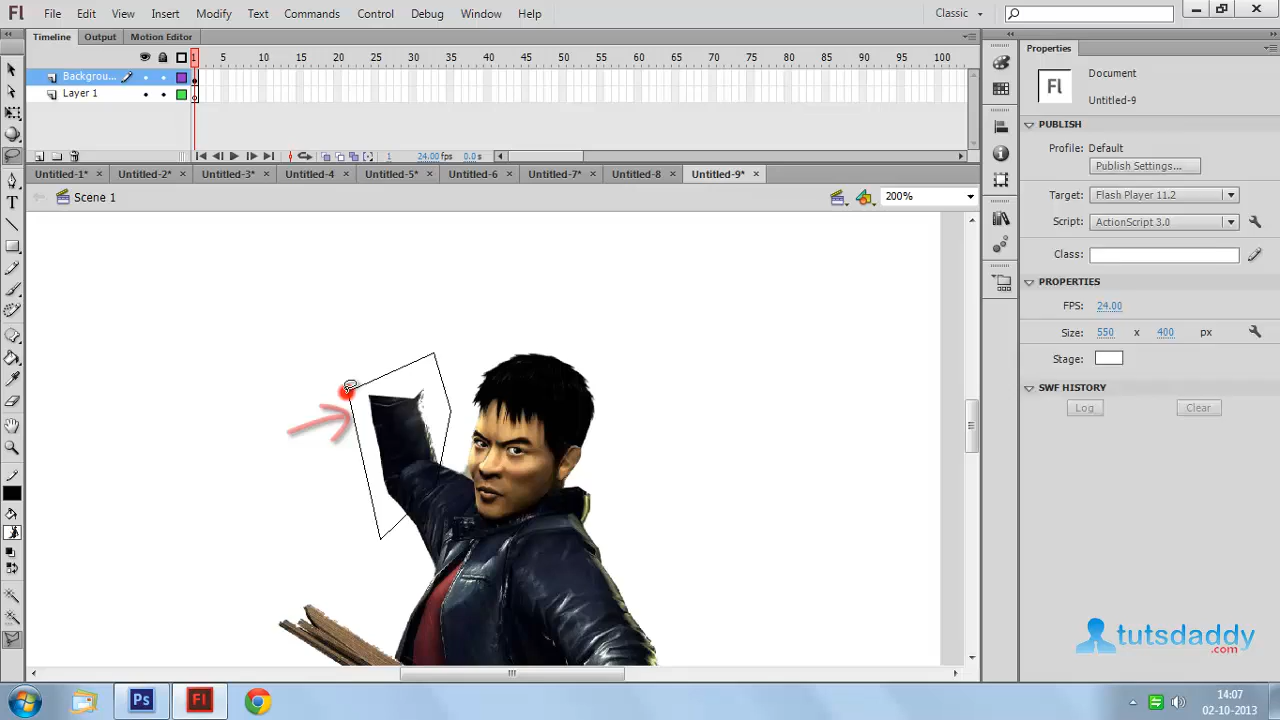 Fl File Edit View Insert Modify Text Commands Control Debug Window Help Classic
Timeline Output Motion Editor
1 5 10 15 20 25 30 35 40 45 50 55 60 65 70 75 80 85 90 95 100
Backgrou...
Layer 1
1 24.00 fps 0.0 s
Untitled-1* × Untitled-2* × Untitled-3* × Untitled-4 × Untitled-5* × Untitled-6 × Untitled-7* × Untitled-8 × Untitled-9* ×
Scene 1 200%
Properties
Fl Document
Untitled-9
PUBLISH
Profile: Default
Publish Settings...
Target: Flash Player 11.2
Script: ActionScript 3.0
Class:
PROPERTIES
FPS: 24.00
Size: 550 x 400 px
Stage:
SWF HISTORY
Log Clear
tutsdaddy
.com
Ps Fl
14:07
02-10-2013